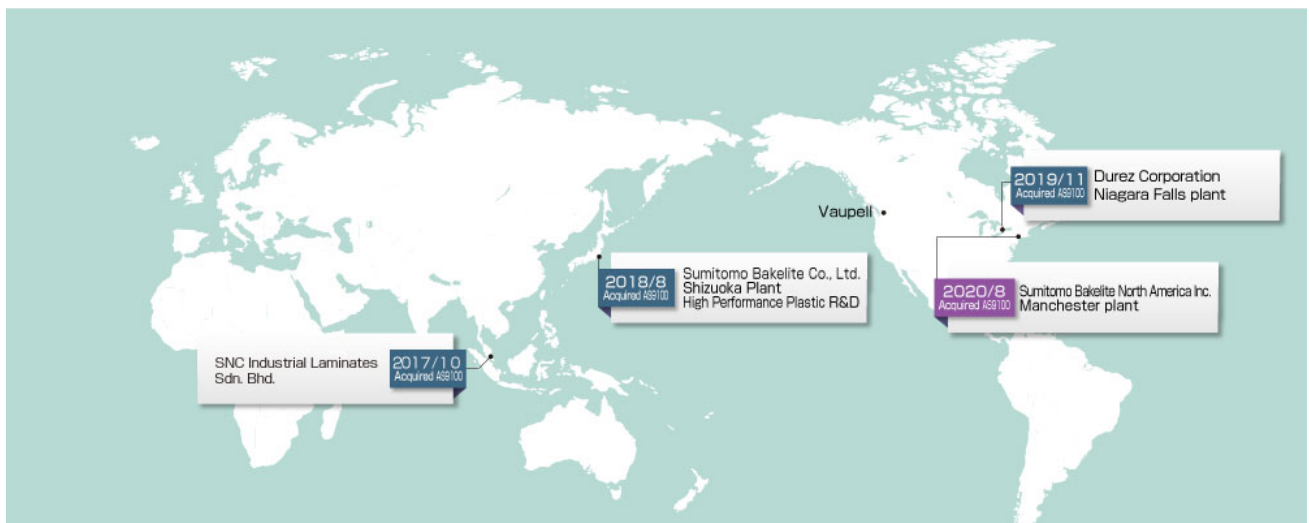 2019/11
Acquired AS9100
Durez Corporation
Niagara Falls plant
Vaupell
2018/8
Acquired AS9100
Sumitomo Bakelite Co., Ltd.
Shizuoka Plant
High Performance Plastic R&D
2020/8
Acquired AS9100
Sumitomo Bakelite North America Inc.
Manchester plant
SNC Industrial Laminates
Sdn. Bhd.
2017/10
Acquired AS9100